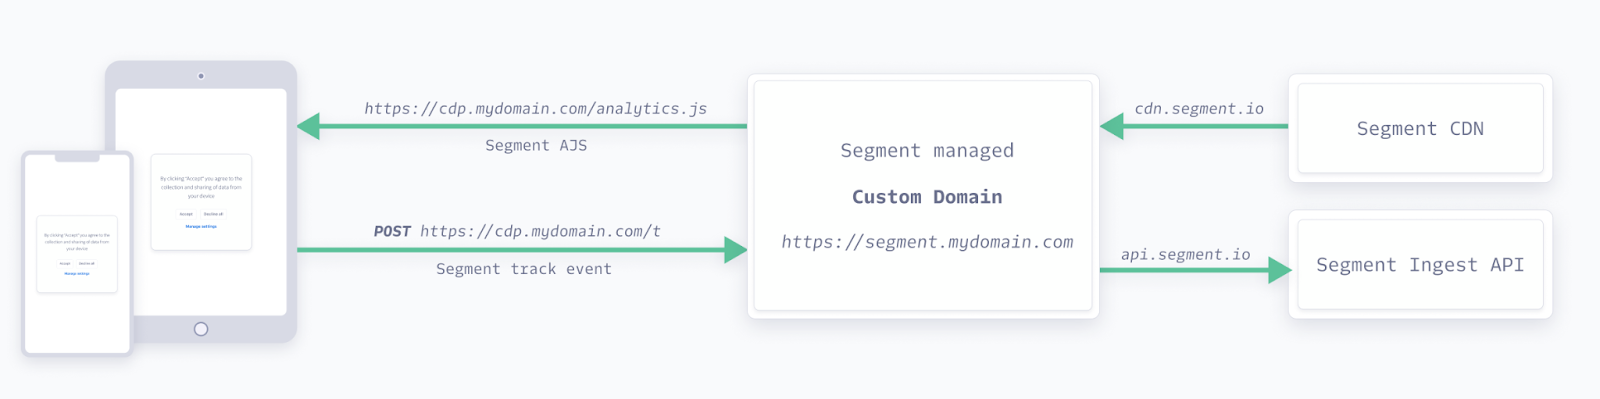 By clicking "Accept" you agree to the
collection and sharing of data from
your device
Accept Decline all
Manage settings
By clicking "Accept" you agree to the
collection and sharing of data from
your device
Accept Decline all
Manage settings
https://cdp.mydomain.com/analytics.js
Segment AJS
POST https://cdp.mydomain.com/t
Segment track event
Segment managed
Custom Domain
https://segment.mydomain.com
cdn.segment.io
Segment CDN
api.segment.io
Segment Ingest API